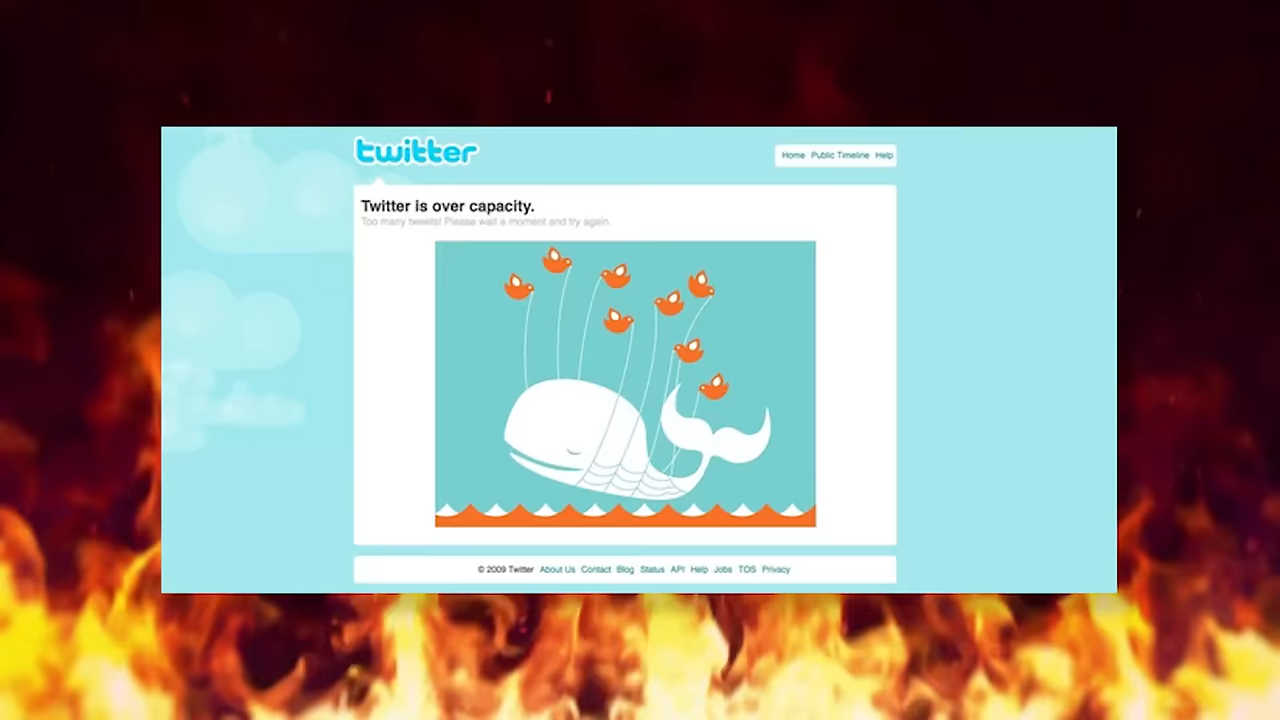 twitter
Home Public Timeline Help
Twitter is over capacity.
Too many tweets! Please wait a moment and try again.
© 2009 Twitter About Us Contact Blog Status API Help Jobs TOS Privacy